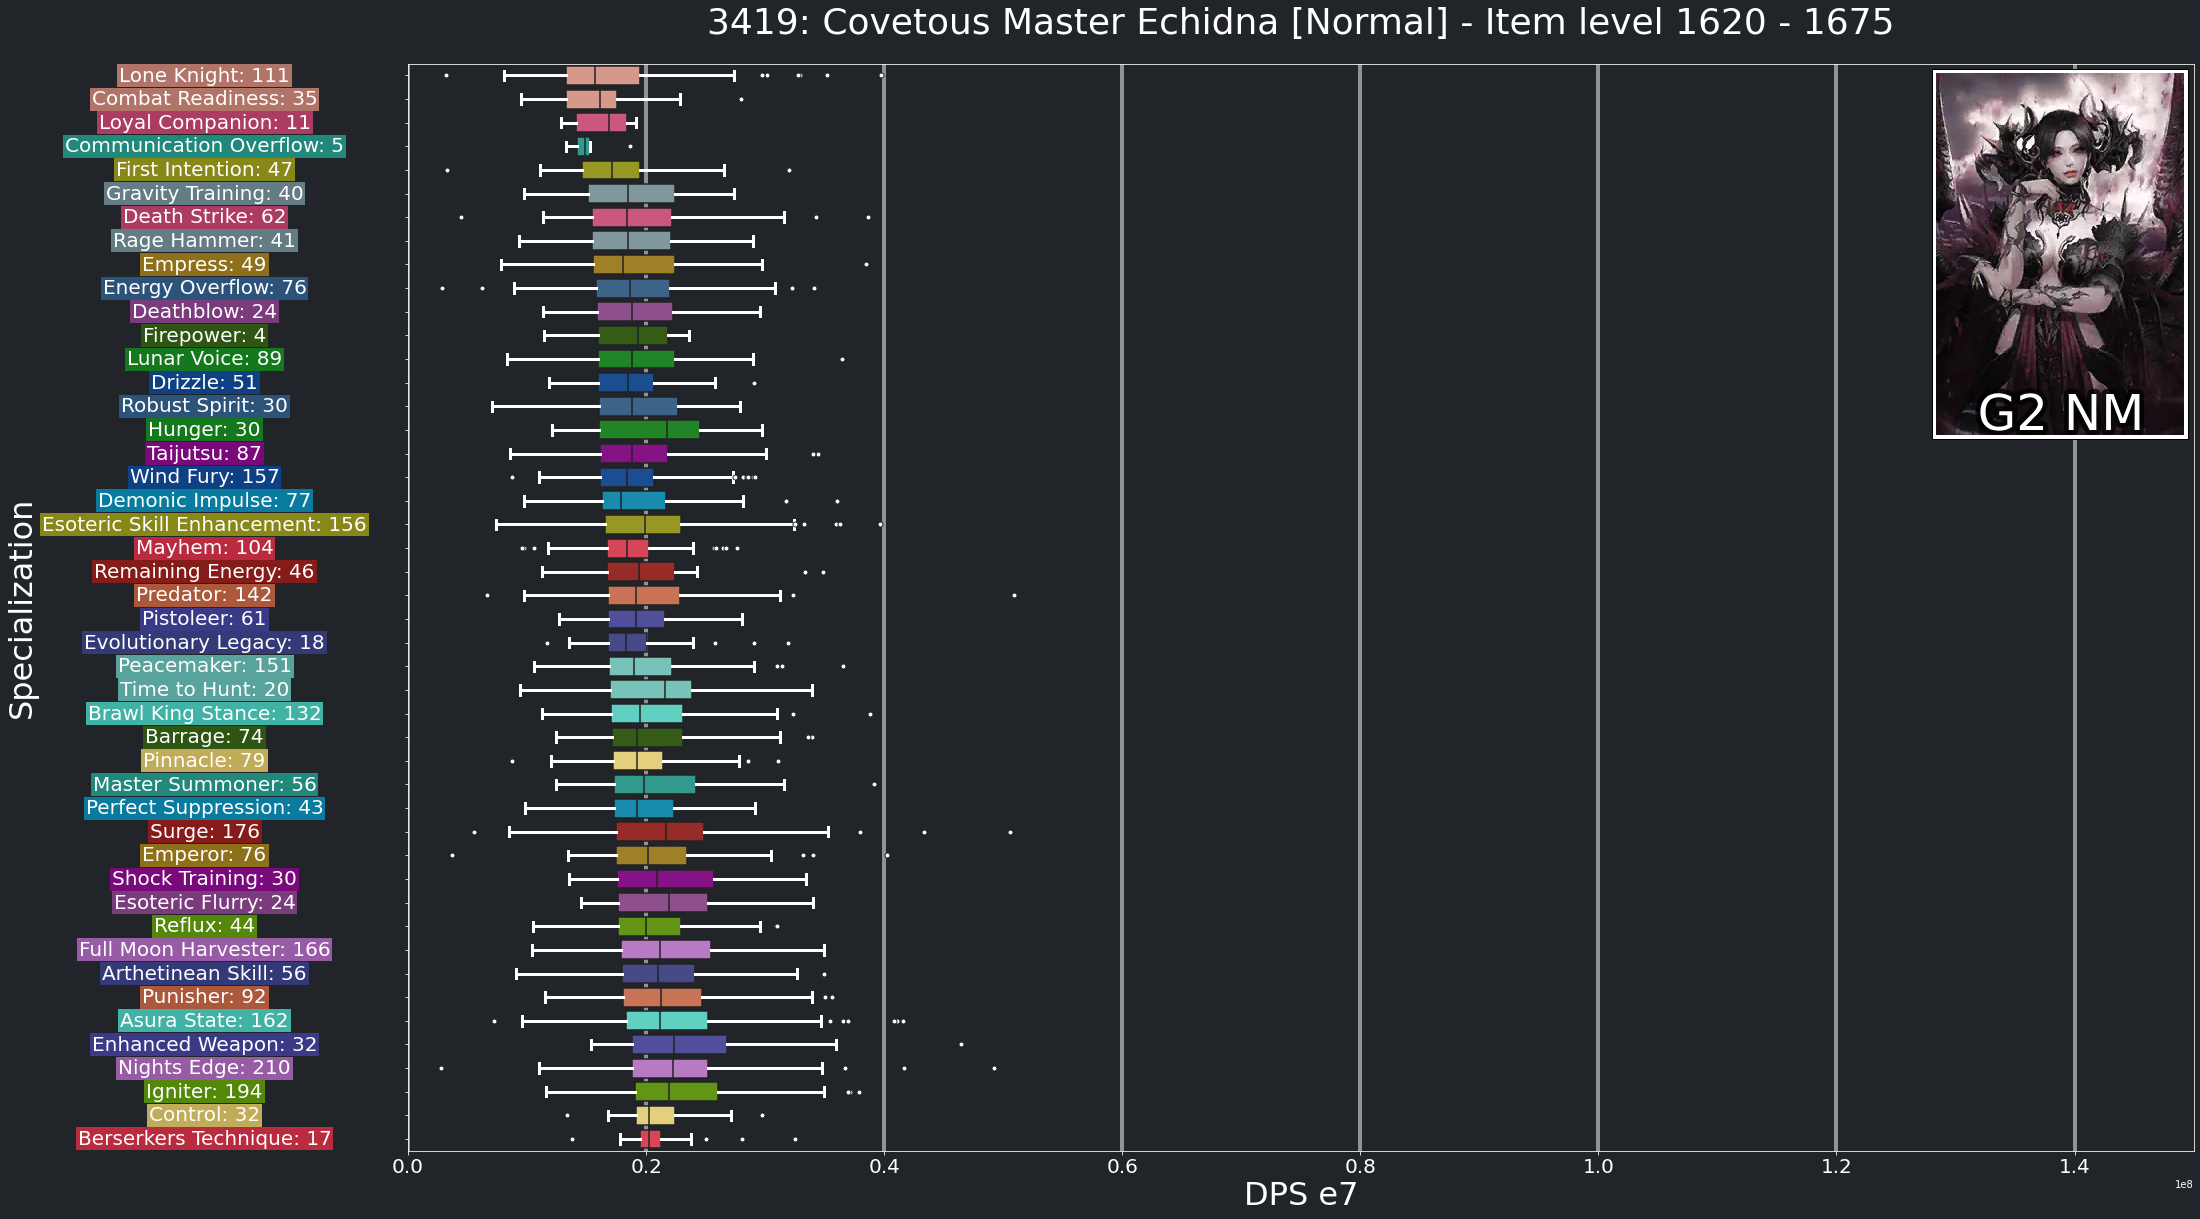 3419: Covetous Master Echidna [Normal] - Item level 1620 - 1675
Lone Knight: 111
Combat Readiness: 35
Loyal Companion: 11
Communication Overflow: 5
First Intention: 47
Gravity Training: 40
Death Strike: 62
Rage Hammer: 41
Empress: 49
Energy Overflow: 76
Deathblow: 24
Firepower: 4
Lunar Voice: 89
Drizzle: 51
Robust Spirit: 30
Hunger: 30
Taijutsu: 87
Wind Fury: 157
Demonic Impulse: 77
Esoteric Skill Enhancement: 156
Mayhem: 104
Remaining Energy: 46
Predator: 142
Pistoleer: 61
Evolutionary Legacy: 18
Peacemaker: 151
Time to Hunt: 20
Brawl King Stance: 132
Barrage: 74
Pinnacle: 79
Master Summoner: 56
Perfect Suppression: 43
Surge: 176
Emperor: 76
Shock Training: 30
Esoteric Flurry: 24
Reflux: 44
Full Moon Harvester: 166
Arthetinean Skill: 56
Punisher: 92
Asura State: 162
Enhanced Weapon: 32
Nights Edge: 210
Igniter: 194
Control: 32
Berserkers Technique: 17
Specialization
G2 NM
0.0 0.2 0.4 0.6 0.8 1.0 1.2 1.4
1e8
DPS e7